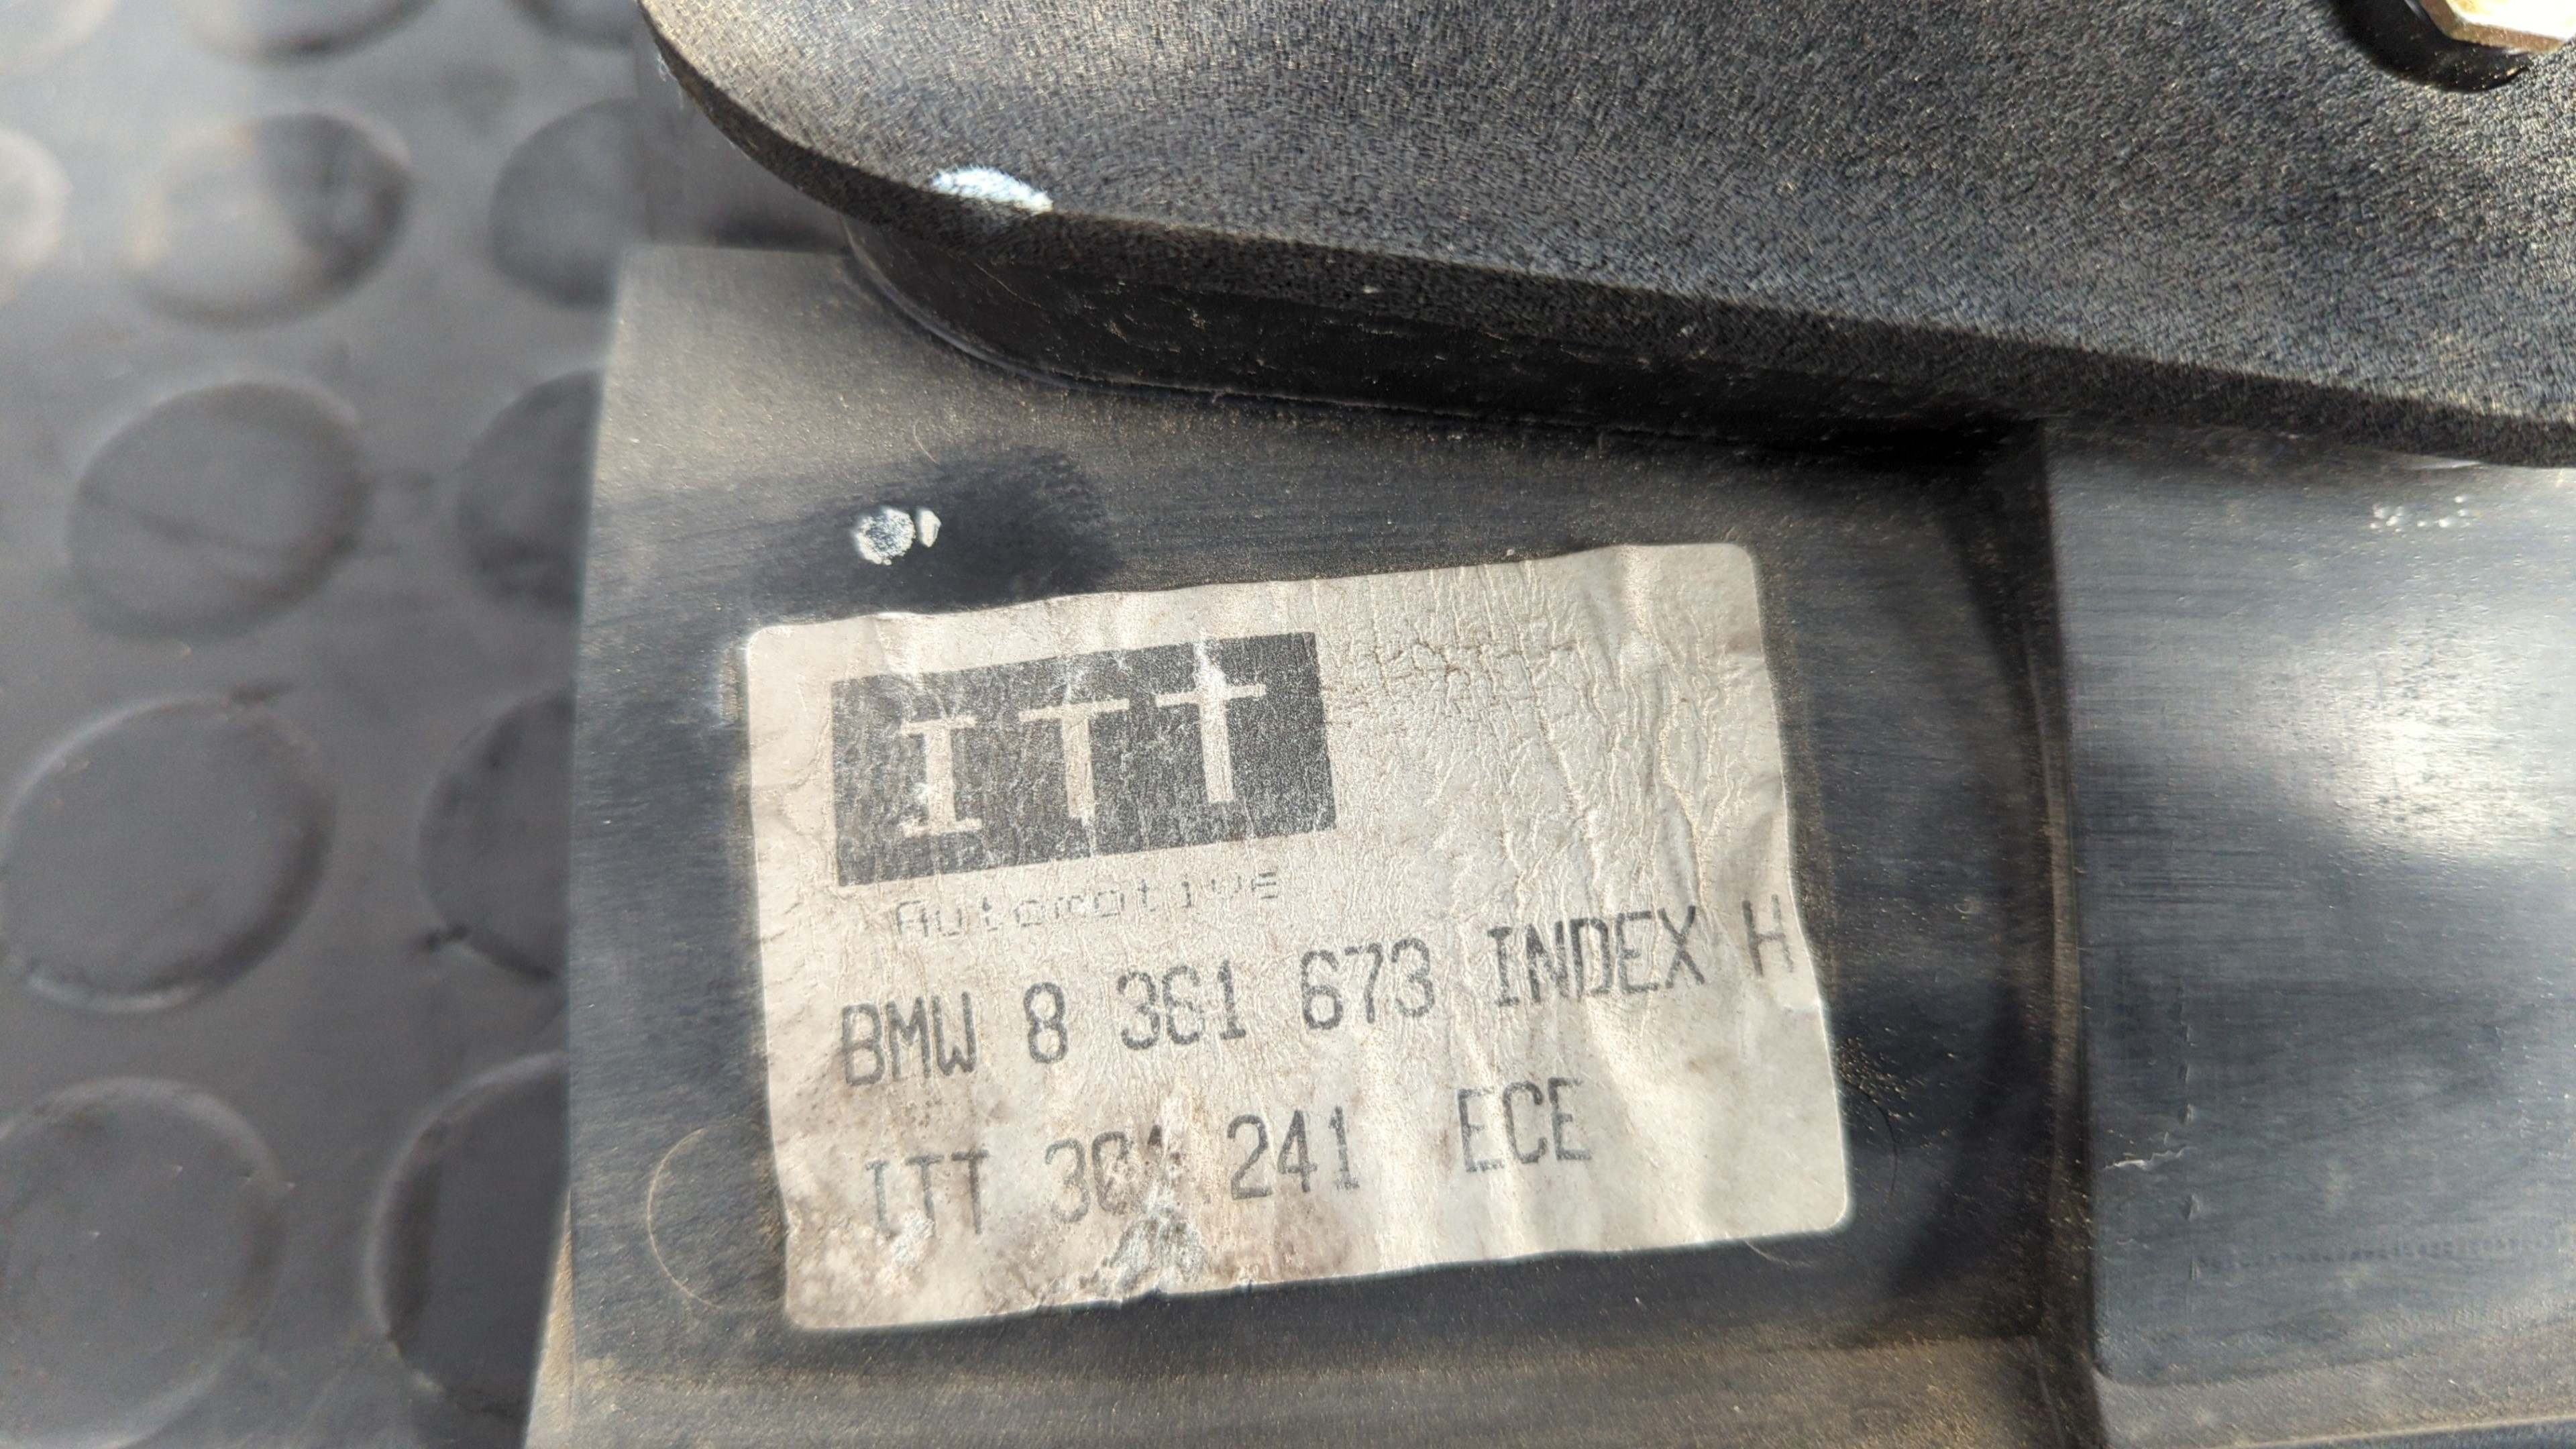 ITT
Automotive
BMW 8 361 673 INDEX H
ITT 241 ECE